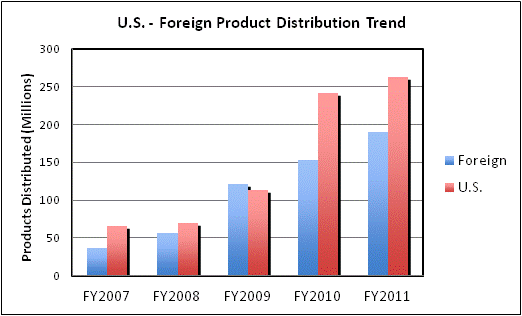 U.S. - Foreign Product Distribution Trend
Products Distributed (Millions)
300
250
200
150
100
50
0
FY2007 FY2008 FY2009 FY2010 FY2011
Foreign
U.S.